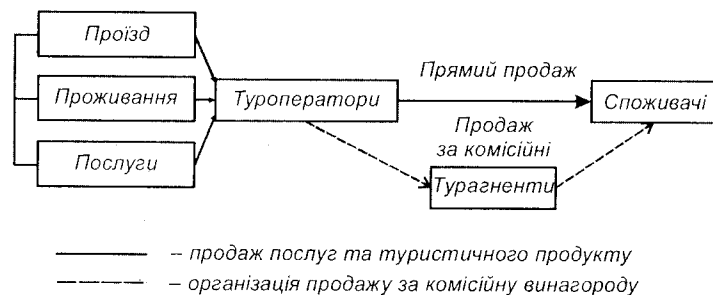 Проїзд
Проживання
Послуги
Туроператори
Прямий продаж
Продаж
за комісійні
Турагненти
Споживачі
– продаж послуг та туристичного продукту
– організація продажу за комісійну винагороду